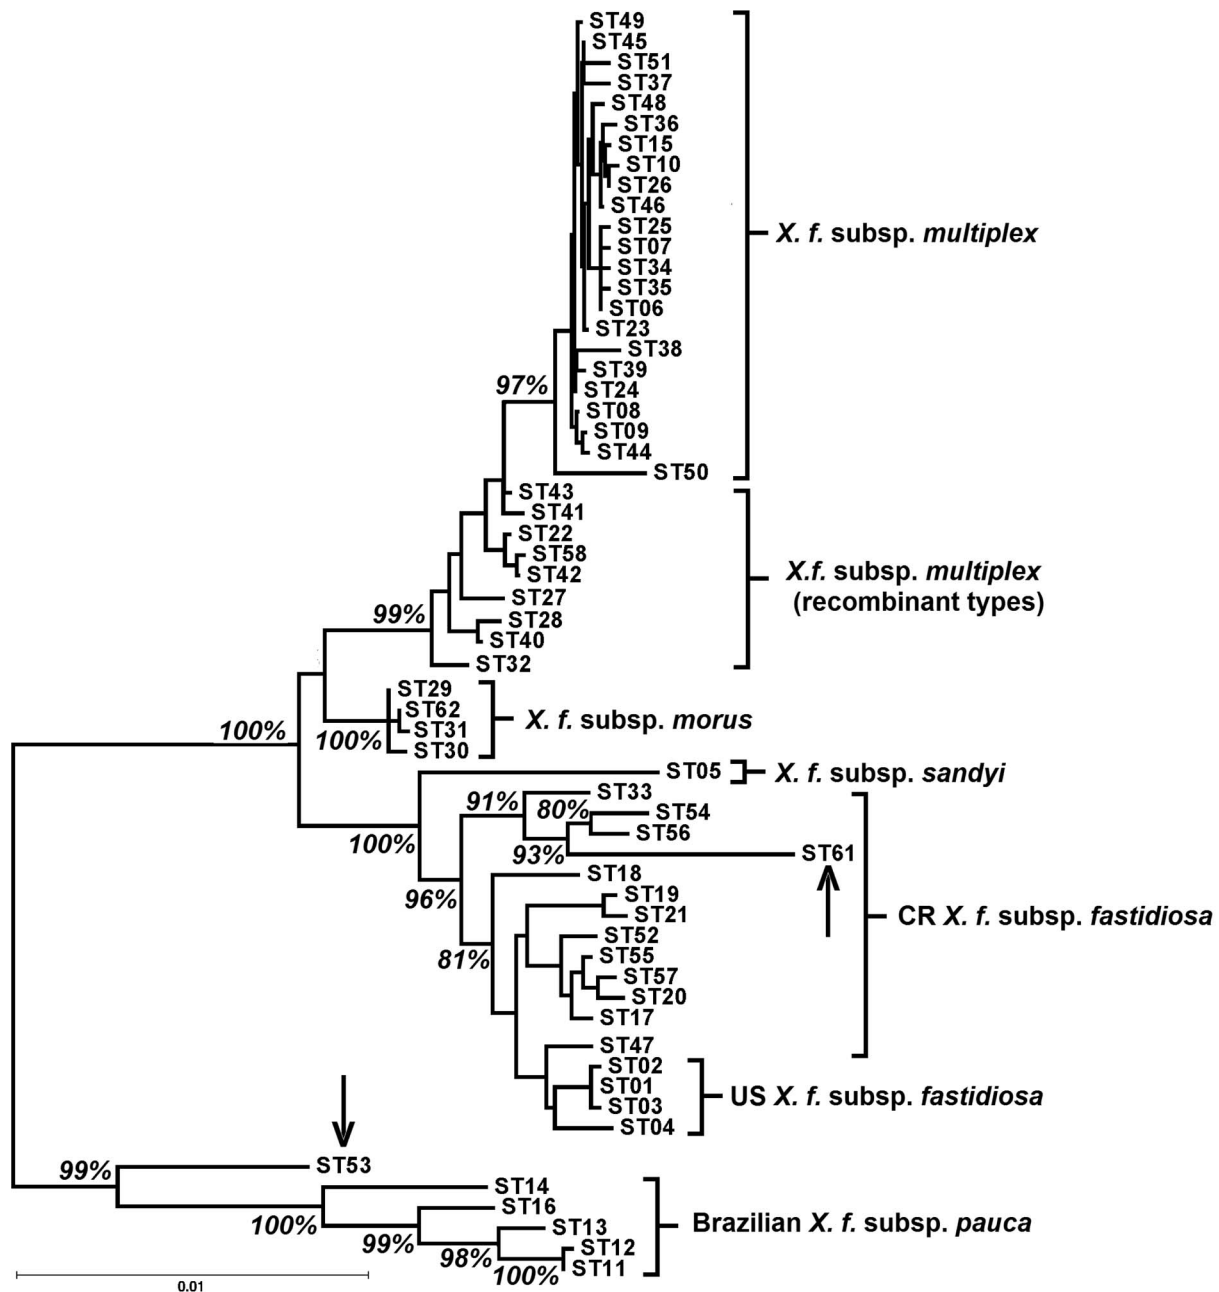 ST49
ST45
ST51
ST37
ST48
ST36
ST15
ST10
ST26
ST46
ST25
X. f. subsp. multiplex
ST07
ST34
ST35
ST06
ST23
ST38
ST39
97%
ST24
ST08
ST09
ST44
ST50
ST43
ST41
ST22
ST58
ST42
X.f. subsp. multiplex
ST27
(recombinant types)
99%
ST28
ST40
ST32
ST29
ST62
X. f. subsp. morus
100%
ST31
100%
ST30
ST05
X. f. subsp. sandyi
ST33
91%
80%
ST54
ST56
100%
93%
ST61
ST18
96%
ST19
ST21
CR X. f. subsp. fastidiosa
ST52
81%
ST55
ST57
ST20
ST17
ST47
ST02
ST01
US X. f. subsp. fastidiosa
ST03
ST04
99%
ST53
ST14
ST16
100%
Brazilian X. f. subsp. pauca
ST13
99%
ST12
98%
ST11
100%
0.01